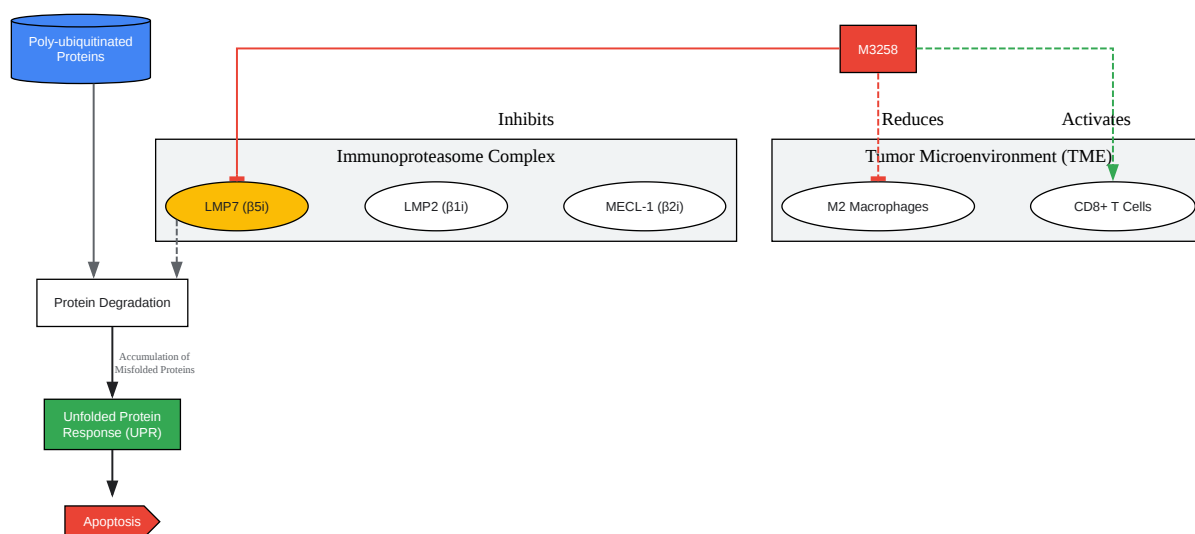 Poly-ubiquitinated
Proteins
M3258
Inhibits
Reduces
Activates
Immunoproteasome Complex
Tumor Microenvironment (TME)
LMP7 (β5i)
LMP2 (β1i)
MECL-1 (β2i)
M2 Macrophages
CD8+ T Cells
Protein Degradation
Accumulation of
Misfolded Proteins
Unfolded Protein
Response (UPR)
Apoptosis